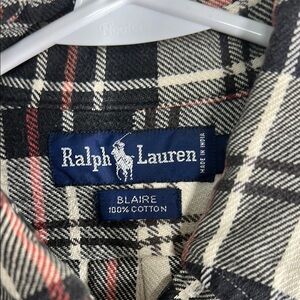 Ralph Lauren
MADE IN INDIA
BLAIRE
100% COTTON